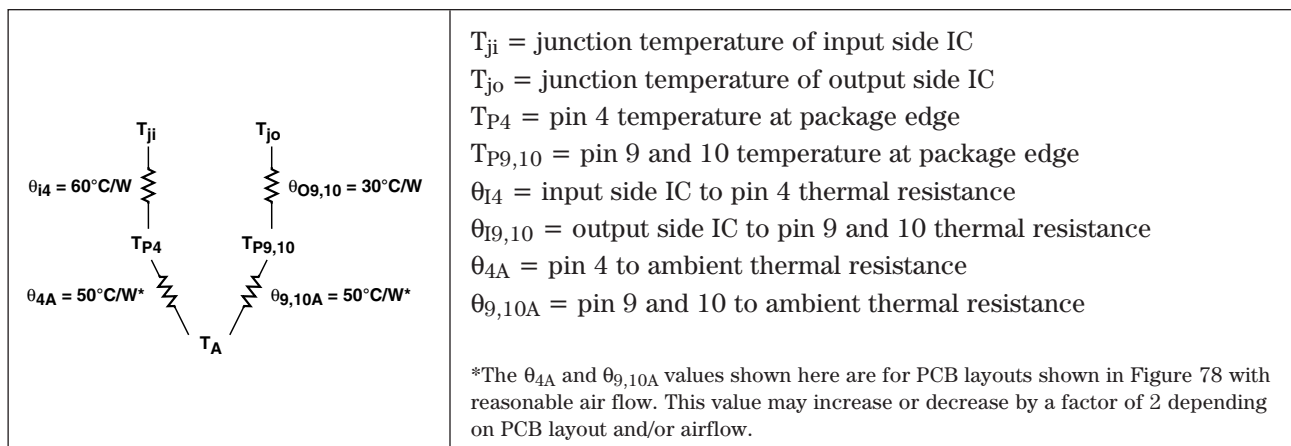 Tji
Tjo
θi4 = 60°C/W
θO9,10 = 30°C/W
TP4
TP9,10
θ4A = 50°C/W*
θ9,10A = 50°C/W*
TA
Tji = junction temperature of input side IC
Tjo = junction temperature of output side IC
TP4 = pin 4 temperature at package edge
TP9,10 = pin 9 and 10 temperature at package edge
θI4 = input side IC to pin 4 thermal resistance
θI9,10 = output side IC to pin 9 and 10 thermal resistance
θ4A = pin 4 to ambient thermal resistance
θ9,10A = pin 9 and 10 to ambient thermal resistance
*The θ4A and θ9,10A values shown here are for PCB layouts shown in Figure 78 with
reasonable air flow. This value may increase or decrease by a factor of 2 depending
on PCB layout and/or airflow.